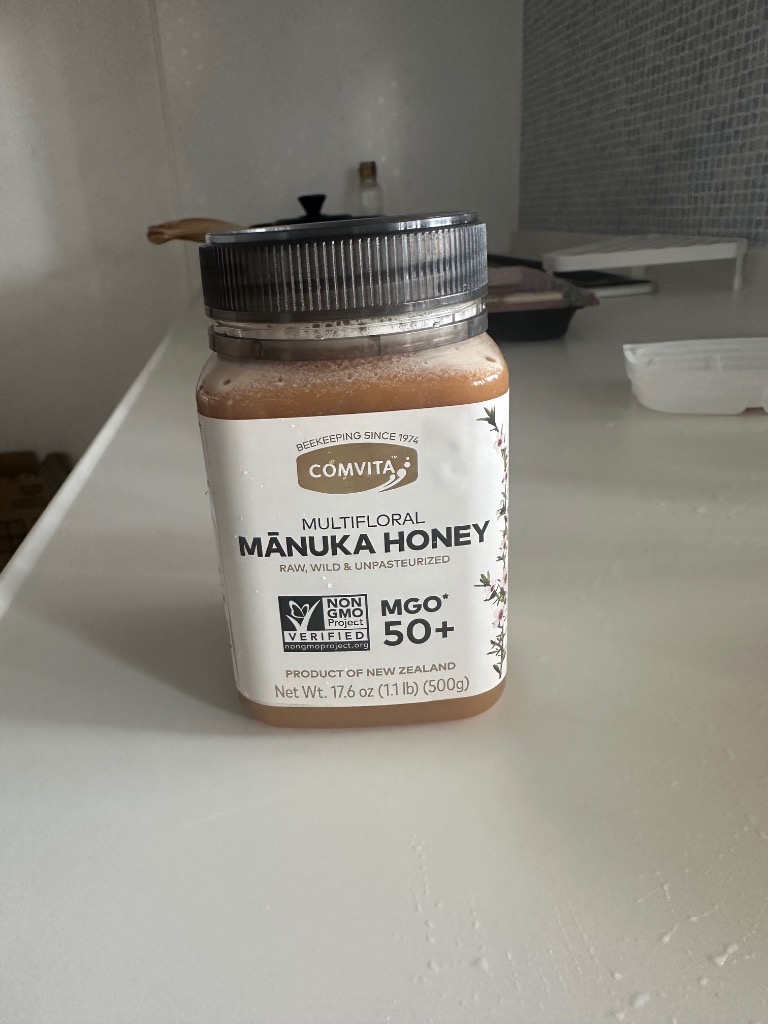 BEEKEEPING SINCE 1974
COMVITA™
MULTIFLORAL
MĀNUKA HONEY
RAW, WILD & UNPASTEURIZED
NON
GMO
Project
VERIFIED
nongmoproject.org
MGO*
50+
PRODUCT OF NEW ZEALAND
Net Wt. 17.6 oz (1.1 lb) (500g)